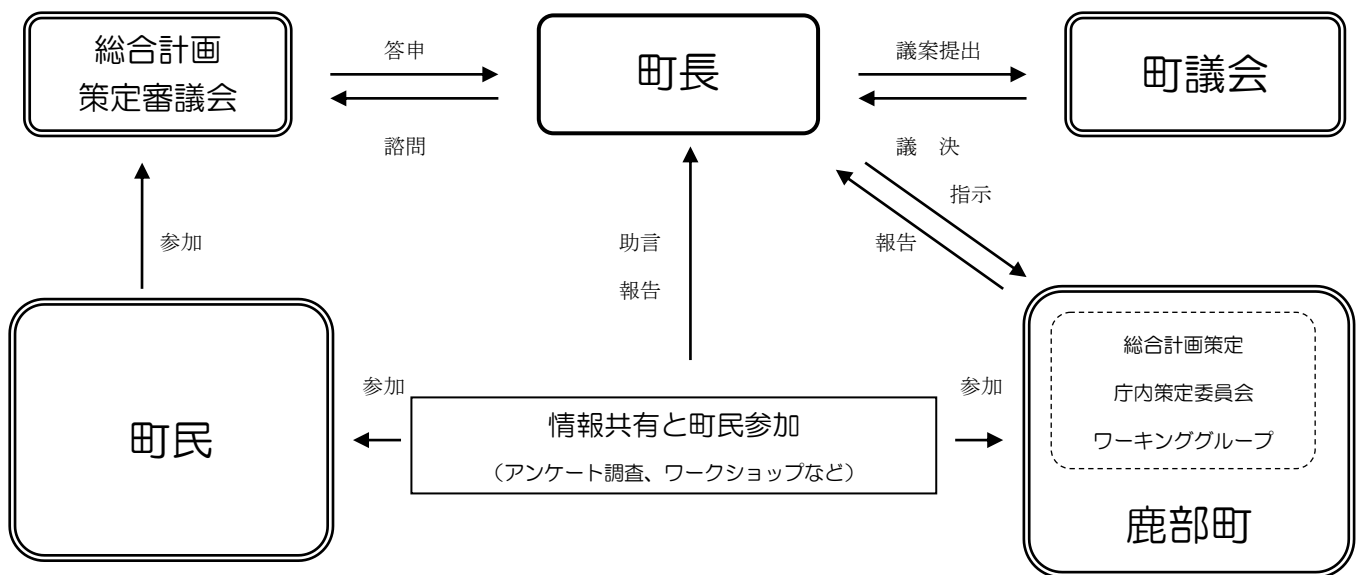 総合計画
策定審議会
答申
諮問
町長
議案提出
議　決
町議会
指示
報告
参加
助言
報告
町民
参加
情報共有と町民参加
（アンケート調査、ワークショップなど）
参加
総合計画策定
庁内策定委員会
ワーキンググループ
鹿部町